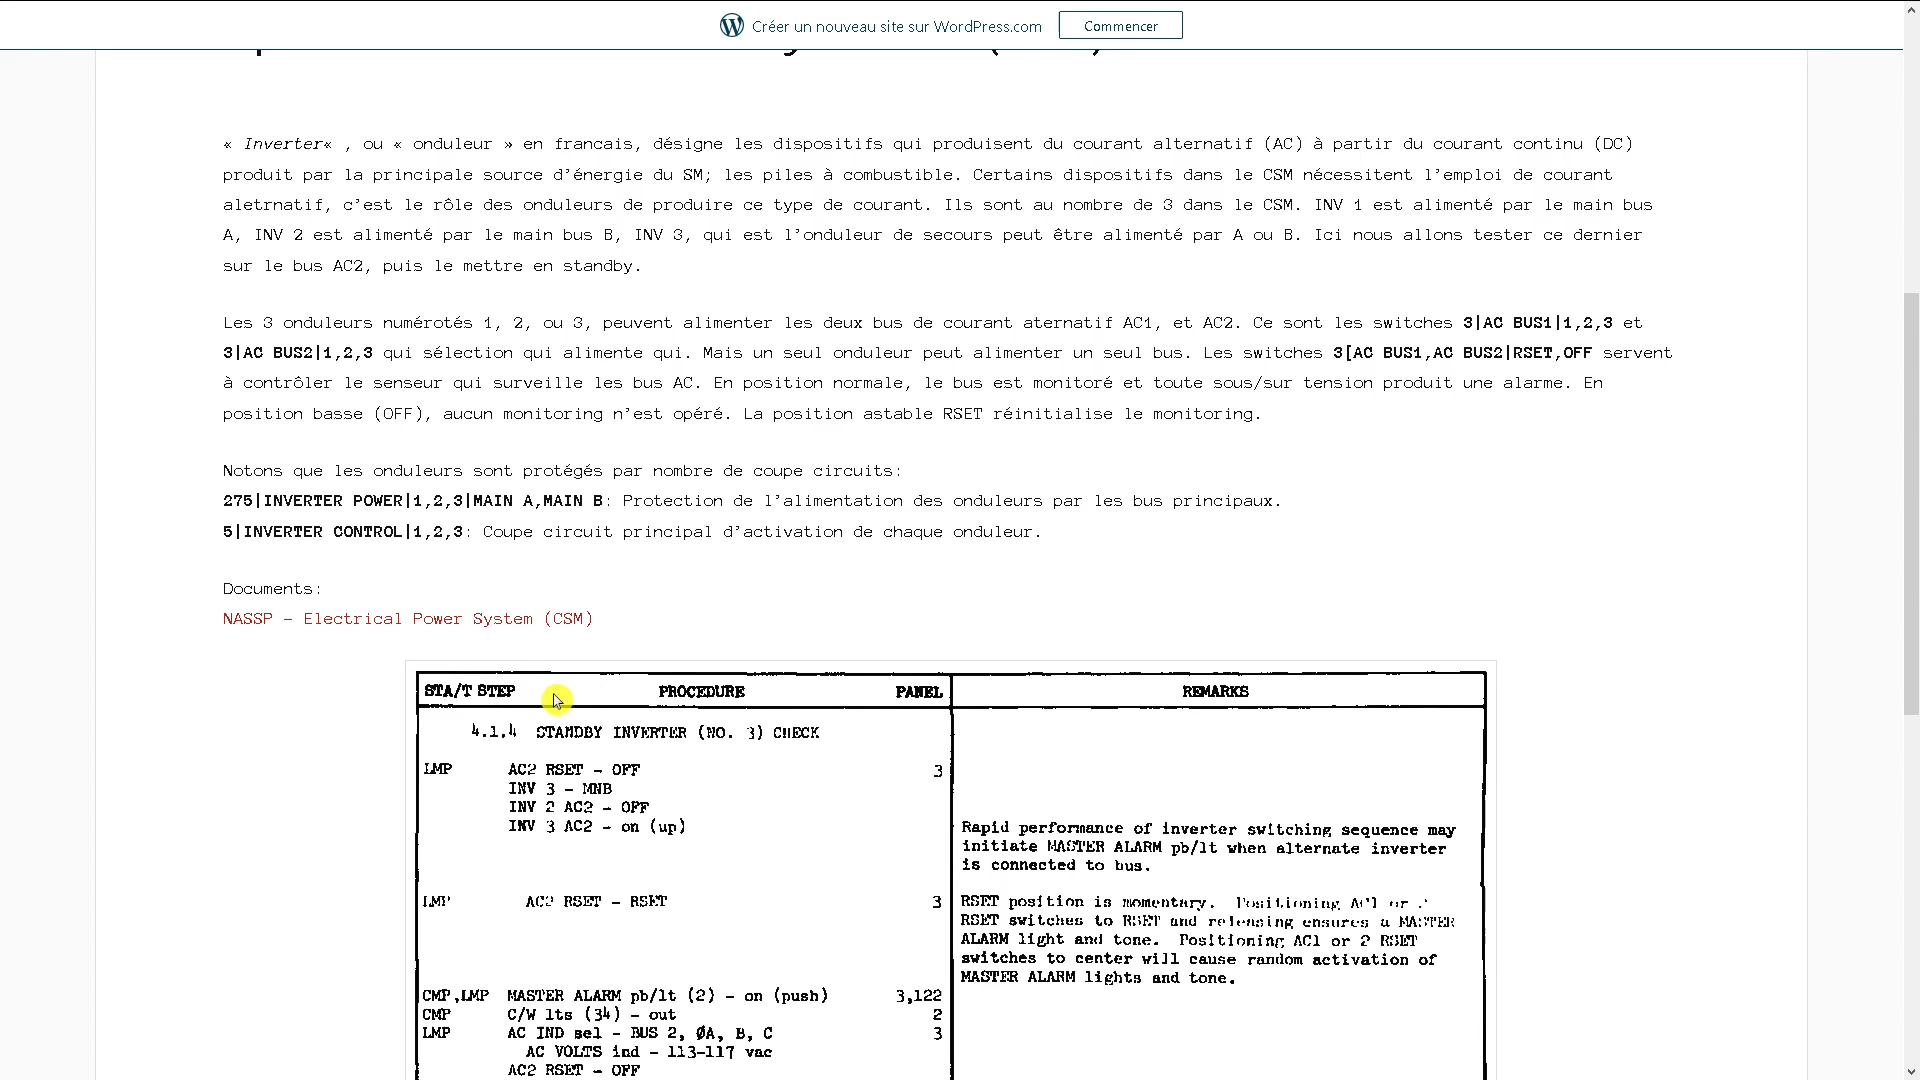 Créer un nouveau site sur WordPress.com
Commencer
« Inverter« , ou « onduleur » en francais, désigne les dispositifs qui produisent du courant alternatif (AC) à partir du courant continu (DC)
produit par la principale source d’énergie du SM; les piles à combustible. Certains dispositifs dans le CSM nécessitent l’emploi de courant
aletrnatif, c’est le rôle des onduleurs de produire ce type de courant. Ils sont au nombre de 3 dans le CSM. INV 1 est alimenté par le main bus
A, INV 2 est alimenté par le main bus B, INV 3, qui est l’onduleur de secours peut être alimenté par A ou B. Ici nous allons tester ce dernier
sur le bus AC2, puis le mettre en standby.
Les 3 onduleurs numérotés 1, 2, ou 3, peuvent alimenter les deux bus de courant aternatif AC1, et AC2. Ce sont les switches 3|AC BUS1|1,2,3 et
3|AC BUS2|1,2,3 qui sélection qui alimente qui. Mais un seul onduleur peut alimenter un seul bus. Les switches 3[AC BUS1,AC BUS2|RSET,OFF servent
à contrôler le senseur qui surveille les bus AC. En position normale, le bus est monitoré et toute sous/sur tension produit une alarme. En
position basse (OFF), aucun monitoring n’est opéré. La position astable RSET réinitialise le monitoring.
Notons que les onduleurs sont protégés par nombre de coupe circuits:
275|INVERTER POWER|1,2,3|MAIN A,MAIN B: Protection de l’alimentation des onduleurs par les bus principaux.
5|INVERTER CONTROL|1,2,3: Coupe circuit principal d’activation de chaque onduleur.
Documents:
NASSP – Electrical Power System (CSM)
STA/T STEP PROCEDURE PANEL REMARKS
4.1.4 STANDBY INVERTER (NO. 3) CHECK
LMP AC2 RSET - OFF 3
INV 3 - MNB
INV 2 AC2 - OFF
INV 3 AC2 - on (up)
Rapid performance of inverter switching sequence may
initiate MASTER ALARM pb/lt when alternate inverter
is connected to bus.
LMP AC2 RSET - RSET 3
RSET position is momentary. Positioning AC1 or
RSET switches to RSET and releasing ensures a MASTER
ALARM light and tone. Positioning AC1 or 2 RSET
switches to center will cause random activation of
MASTER ALARM lights and tone.
CMP,LMP MASTER ALARM pb/lt (2) - on (push) 3,122
CMP C/W lts (34) - out 2
LMP AC IND sel - BUS 2, ØA, B, C 3
AC VOLTS ind - 113-117 vac
AC2 RSET - OFF